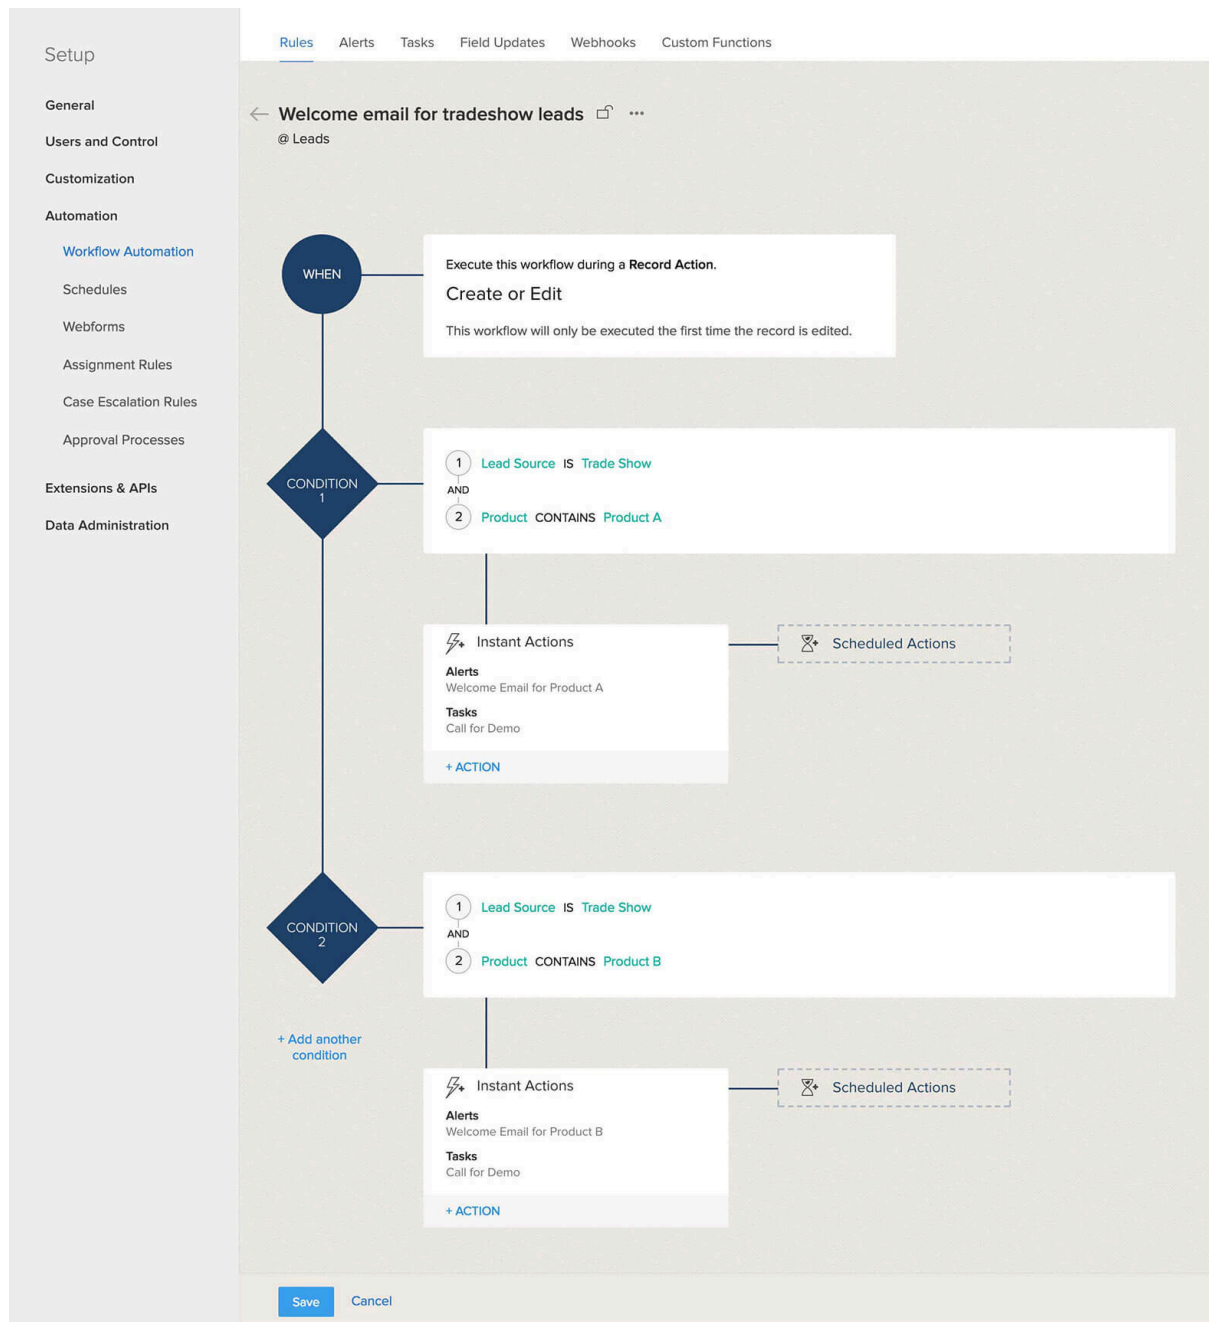 Setup
General
Users and Control
Customization
Automation
Workflow Automation
Schedules
Webforms
Assignment Rules
Case Escalation Rules
Approval Processes
Extensions & APIs
Data Administration
Rules Alerts Tasks Field Updates Webhooks Custom Functions
Welcome email for tradeshow leads
@ Leads
WHEN
Execute this workflow during a Record Action.
Create or Edit
This workflow will only be executed the first time the record is edited.
CONDITION
1
1 Lead Source IS Trade Show
AND
2 Product CONTAINS Product A
Instant Actions
Alerts
Welcome Email for Product A
Tasks
Call for Demo
+ ACTION
Scheduled Actions
CONDITION
2
1 Lead Source IS Trade Show
AND
2 Product CONTAINS Product B
+ Add another
condition
Instant Actions
Alerts
Welcome Email for Product B
Tasks
Call for Demo
+ ACTION
Scheduled Actions
Save Cancel